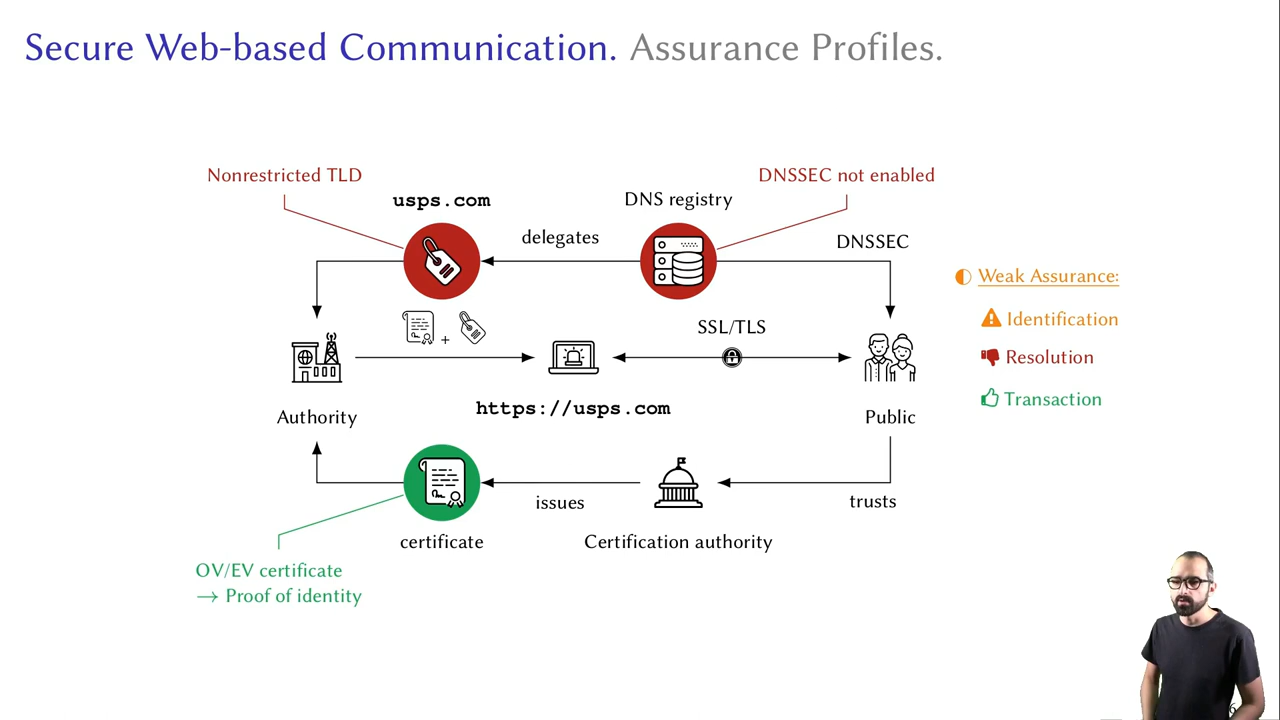 Secure Web-based Communication. Assurance Profiles.
Nonrestricted TLD
DNSSEC not enabled
usps.com
DNS registry
delegates
DNSSEC
Weak Assurance:
Identification
Resolution
Transaction
+
SSL/TLS
https://usps.com
Authority
Public
issues
trusts
certificate
Certification authority
OV/EV certificate
→ Proof of identity
6